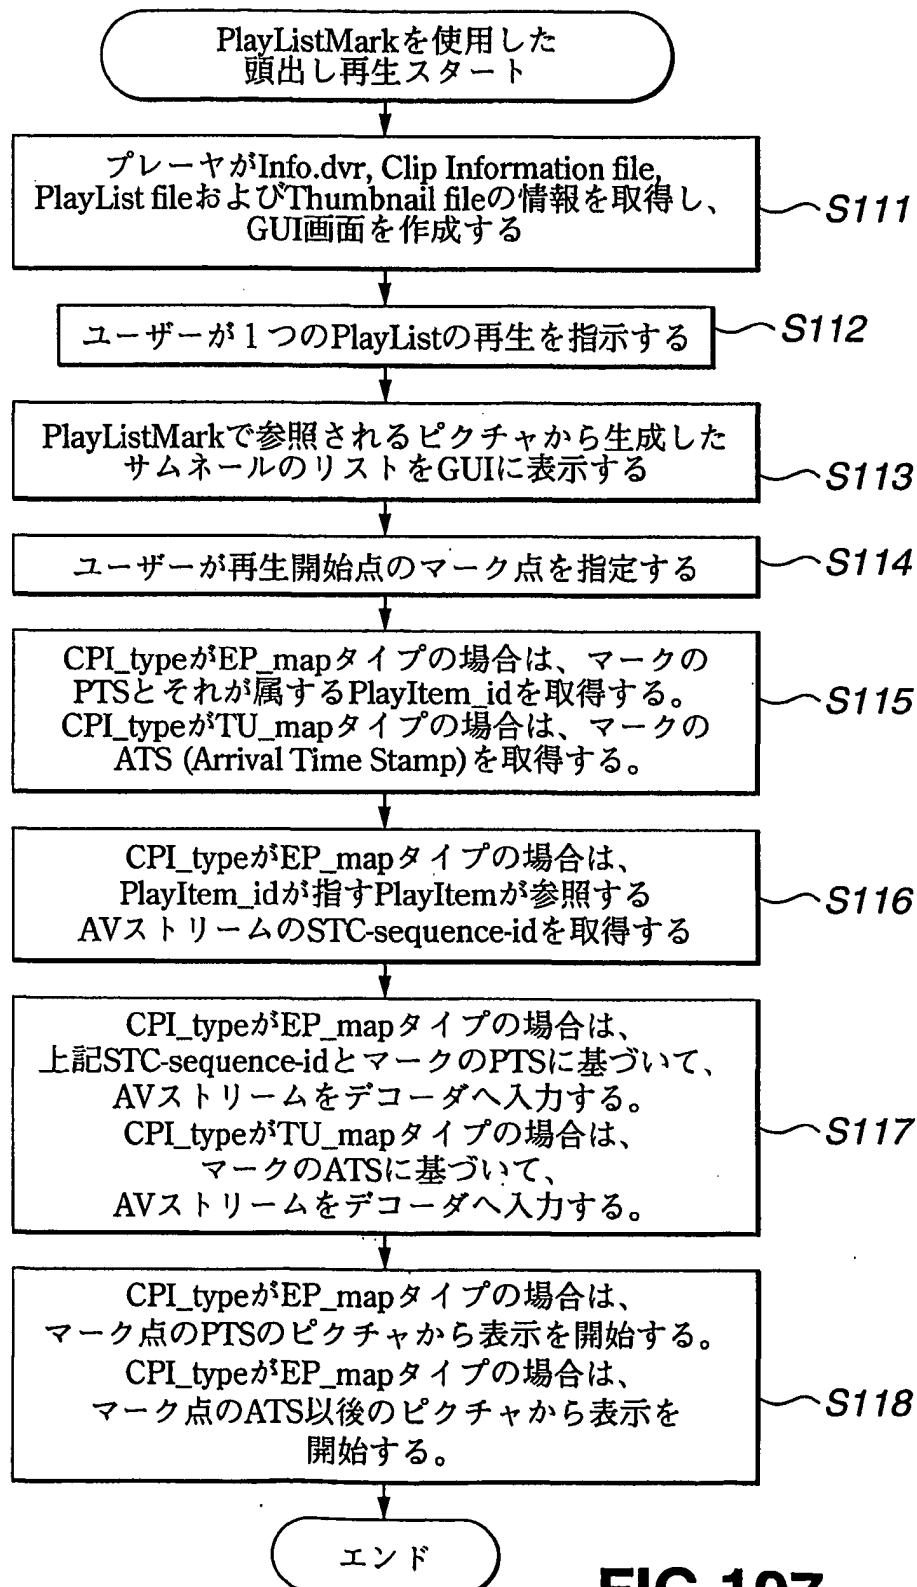 PlayListMarkを使用した
頭出し再生スタート
プレーヤがInfo.dvr, Clip Information file,
PlayList fileおよびThumbnail fileの情報を取得し、
GUI画面を作成する
S111
ユーザーが1つのPlayListの再生を指示する
S112
PlayListMarkで参照されるピクチャから生成した
サムネールのリストをGUIに表示する
S113
ユーザーが再生開始点のマーク点を指定する
S114
CPI_typeがEP_mapタイプの場合は、マークの
PTSとそれが属するPlayItem_idを取得する。
CPI_typeがTU_mapタイプの場合は、マークの
ATS (Arrival Time Stamp)を取得する。
S115
CPI_typeがEP_mapタイプの場合は、
PlayItem_idが指すPlayItemが参照する
AVストリームのSTC-sequence-idを取得する
S116
CPI_typeがEP_mapタイプの場合は、
上記STC-sequence-idとマークのPTSに基づいて、
AVストリームをデコーダへ入力する。
CPI_typeがTU_mapタイプの場合は、
マークのATSに基づいて、
AVストリームをデコーダへ入力する。
S117
CPI_typeがEP_mapタイプの場合は、
マーク点のPTSのピクチャから表示を開始する。
CPI_typeがEP_mapタイプの場合は、
マーク点のATS以後のピクチャから表示を
開始する。
S118
エンド
FIG.107